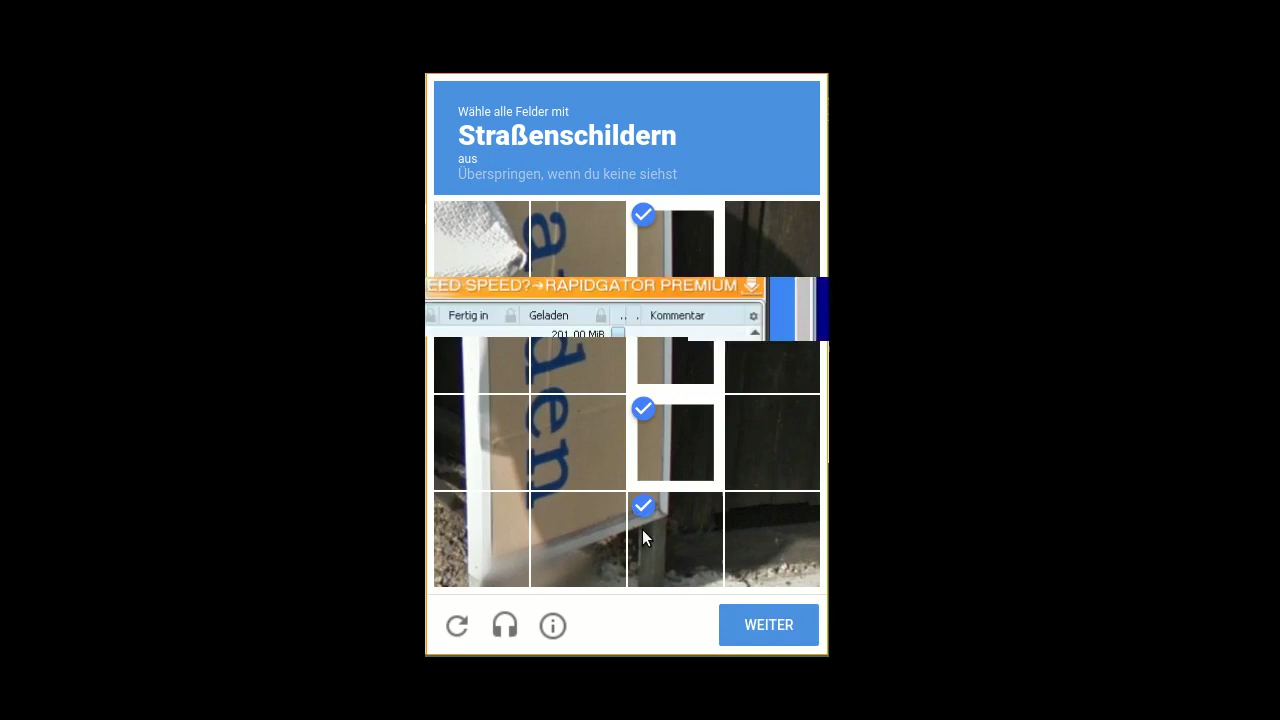 Wähle alle Felder mit
Straßenschildern
aus
Überspringen, wenn du keine siehst
EED SPEED?→RAPIDGATOR PREMIUM
Fertig in Geladen .. . Kommentar
201.00 MiB
den
WEITER